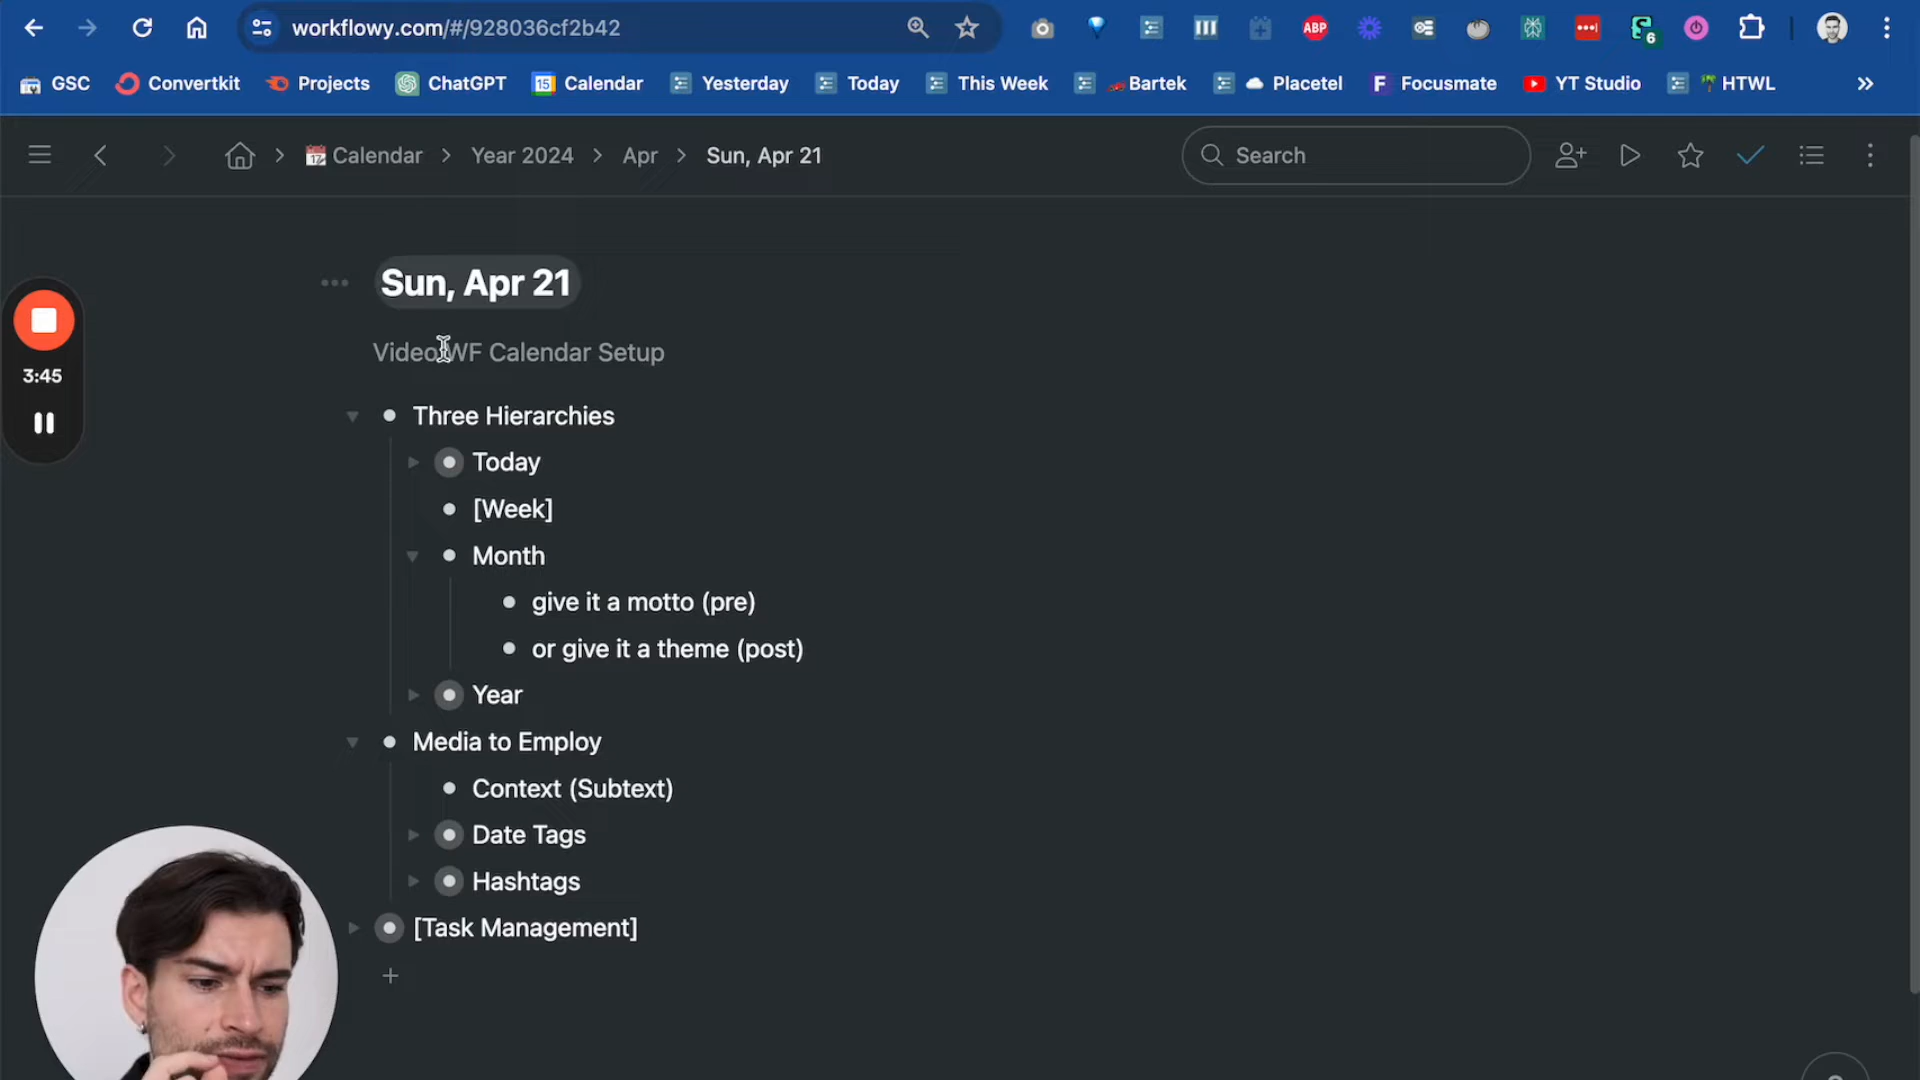 workflowy.com/#/928036cf2b42
ABP
6
GSC
Convertkit
Projects
ChatGPT
15
Calendar
Yesterday
Today
This Week
Bartek
Placetel
F
Focusmate
YT Studio
HTWL
Calendar
Year 2024
Apr
Sun, Apr 21
Search
Sun, Apr 21
Video WF Calendar Setup
3:45
Three Hierarchies
Today
[Week]
Month
give it a motto (pre)
or give it a theme (post)
Year
Media to Employ
Context (Subtext)
Date Tags
Hashtags
[Task Management]